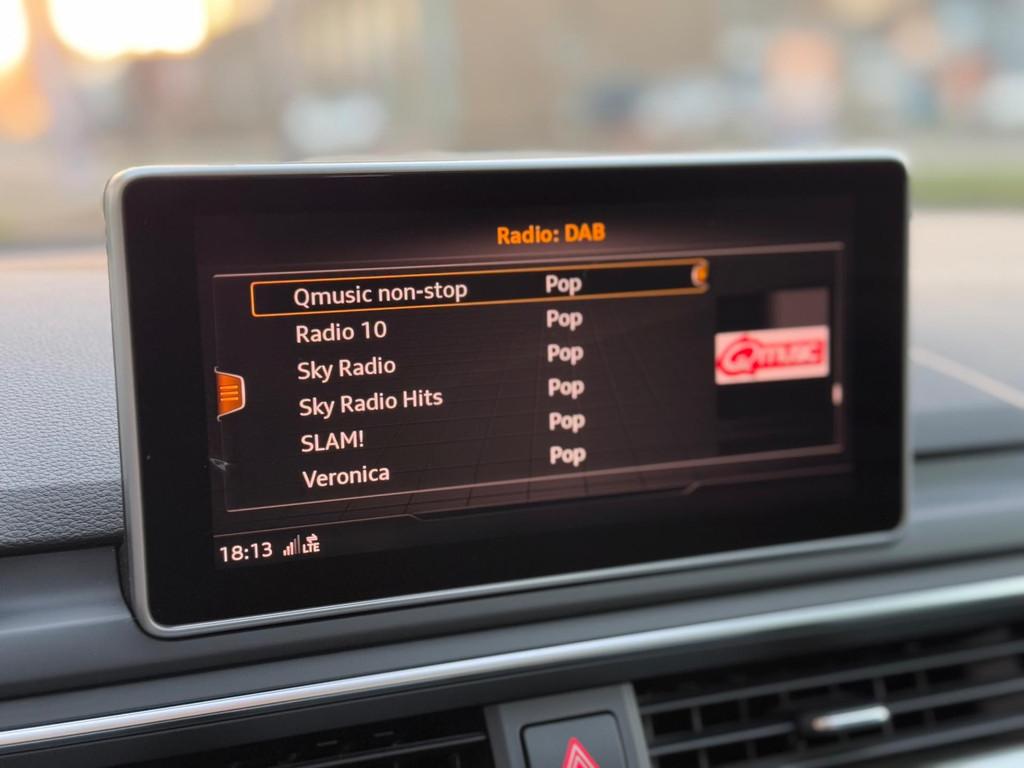 Radio: DAB
Qmusic non-stop Pop
Radio 10 Pop
Sky Radio Pop
Sky Radio Hits Pop
SLAM! Pop
Veronica Pop
Qmusic
18:13 LTE